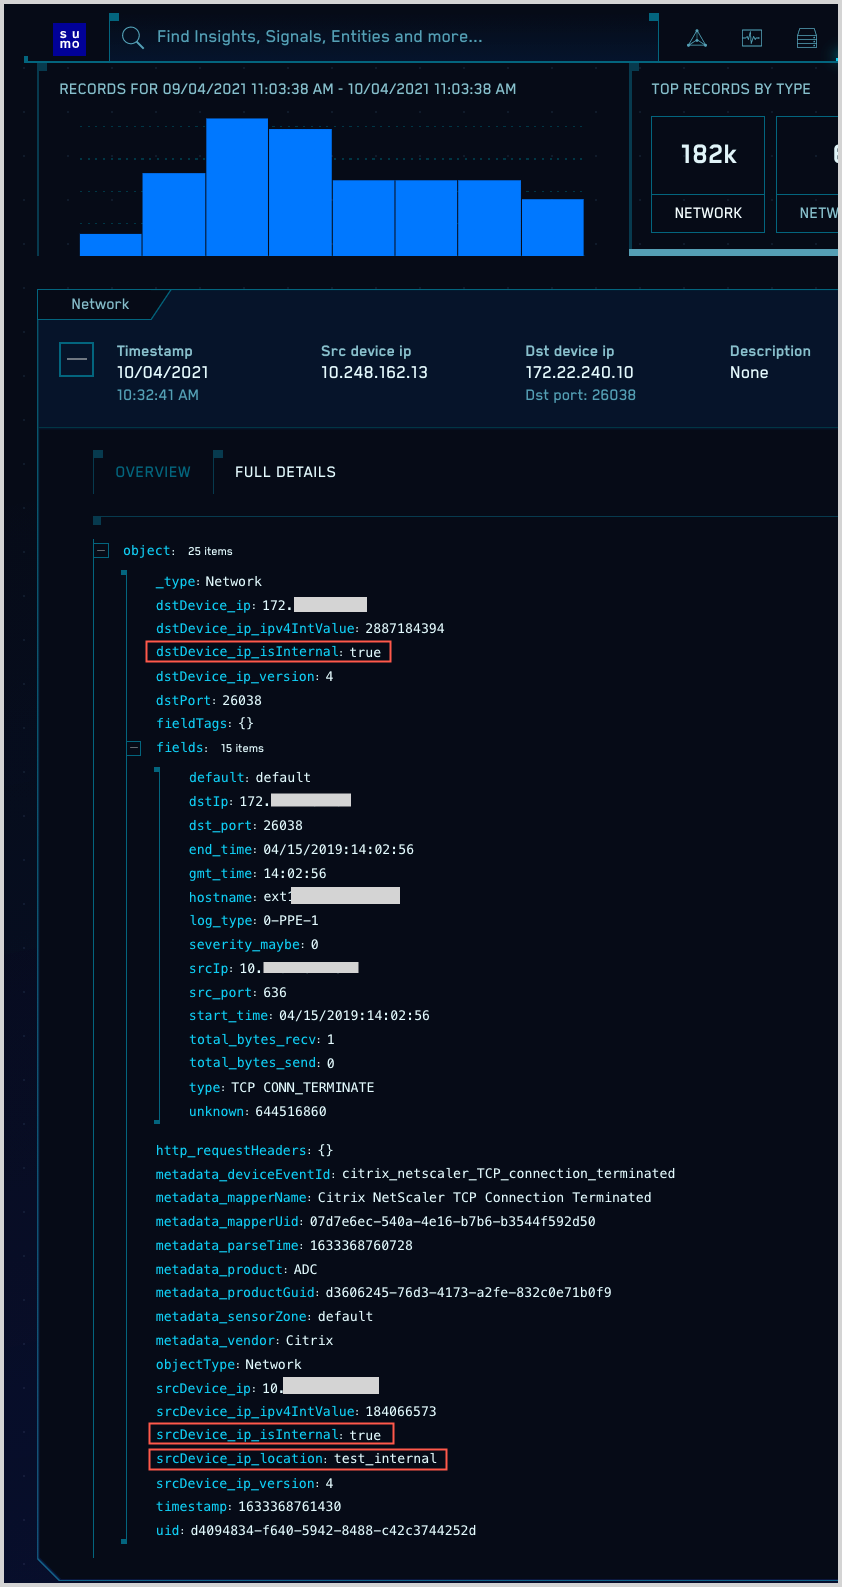 su
mo
Find Insights, Signals, Entities and more...
RECORDS FOR 09/04/2021 11:03:38 AM - 10/04/2021 11:03:38 AM
TOP RECORDS BY TYPE
182k
NETWORK
NETW
Network
Timestamp Src device ip Dst device ip Description
10/04/2021 10.248.162.13 172.22.240.10 None
10:32:41 AM Dst port: 26038
OVERVIEW FULL DETAILS
object: 25 items
_type: Network
dstDevice_ip: 172.
dstDevice_ip_ipv4IntValue: 2887184394
dstDevice_ip_isInternal: true
dstDevice_ip_version: 4
dstPort: 26038
fieldTags: {}
fields: 15 items
default: default
dstIp: 172.
dst_port: 26038
end_time: 04/15/2019:14:02:56
gmt_time: 14:02:56
hostname: ext1
log_type: 0-PPE-1
severity_maybe: 0
srcIp: 10.
src_port: 636
start_time: 04/15/2019:14:02:56
total_bytes_recv: 1
total_bytes_send: 0
type: TCP CONN_TERMINATE
unknown: 644516860
http_requestHeaders: {}
metadata_deviceEventId: citrix_netscaler_TCP_connection_terminated
metadata_mapperName: Citrix NetScaler TCP Connection Terminated
metadata_mapperUid: 07d7e6ec-540a-4e16-b7b6-b3544f592d50
metadata_parseTime: 1633368760728
metadata_product: ADC
metadata_productGuid: d3606245-76d3-4173-a2fe-832c0e71b0f9
metadata_sensorZone: default
metadata_vendor: Citrix
objectType: Network
srcDevice_ip: 10.
srcDevice_ip_ipv4IntValue: 184066573
srcDevice_ip_isInternal: true
srcDevice_ip_location: test_internal
srcDevice_ip_version: 4
timestamp: 1633368761430
uid: d4094834-f640-5942-8488-c42c3744252d